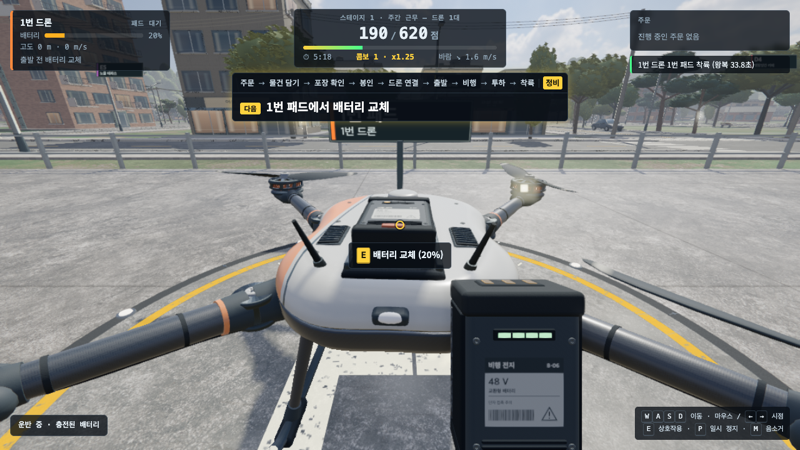 1번 드론
패드 대기
배터리
20%
고도 0 m · 0 m/s
출발 전 배터리 교체
스테이지 1 · 주간 근무 — 드론 1대
190 / 620점
5:18
콤보 1 · x1.25
바람 ↘ 1.6 m/s
주문
진행 중인 주문 없음
1번 드론 1번 패드 착륙 (왕복 33.8초)
주문 → 물건 담기 → 포장 확인 → 봉인 → 드론 연결 → 출발 → 비행 → 투하 → 착륙 정비
다음 1번 패드에서 배터리 교체
1번 드론
E 배터리 교체 (20%)
비행 전지
B-06
48 V
운반 중 · 충전된 배터리
W A S D 이동 · 마우스 / ← → 시점
E 상호작용 · P 일시 정지 · M 음소거